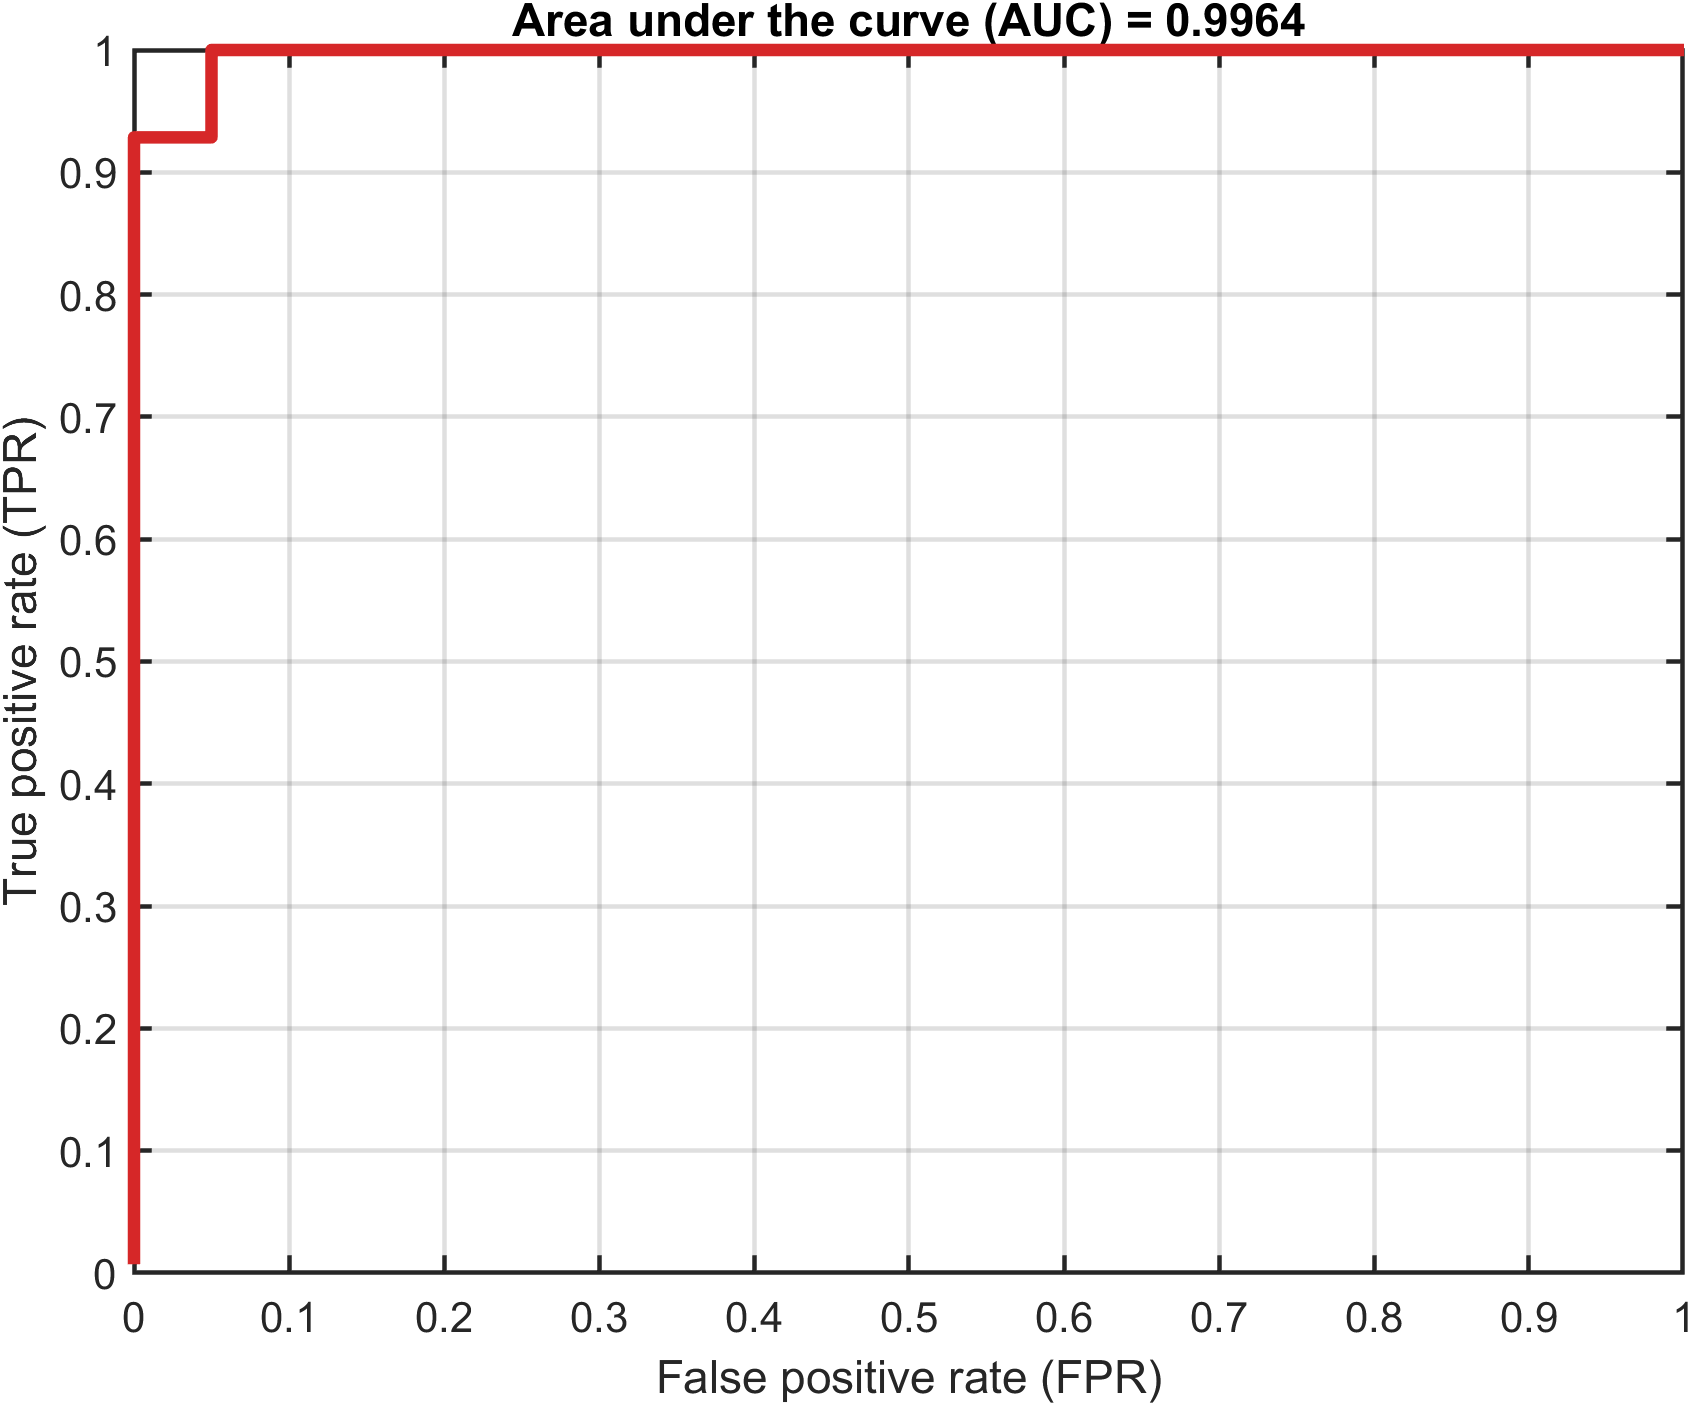 Area under the curve (AUC) = 0.9964
1
0.9
0.8
0.7
0.6
0.5
0.4
0.3
0.2
0.1
0
True positive rate (TPR)
0 0.1 0.2 0.3 0.4 0.5 0.6 0.7 0.8 0.9 1
False positive rate (FPR)